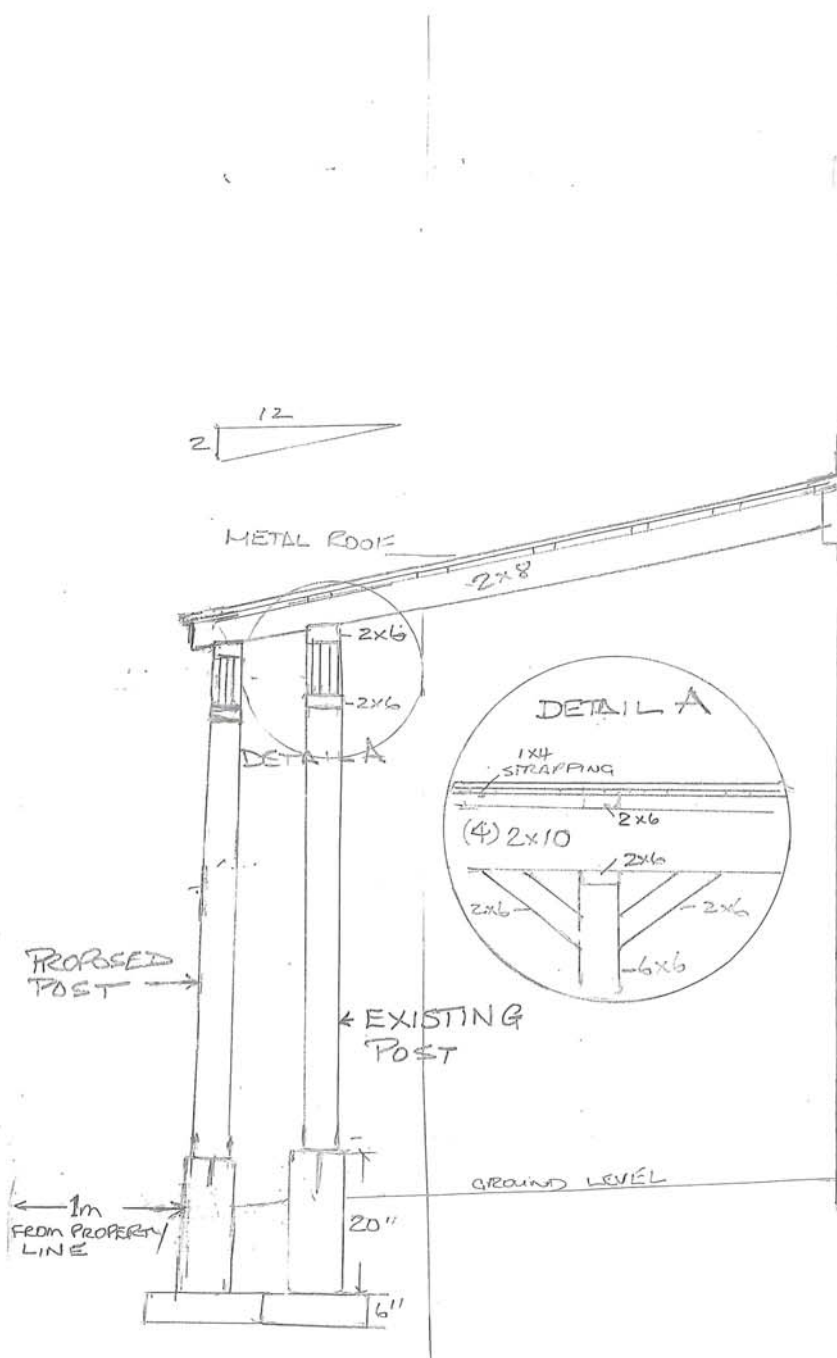 12
2
METAL ROOF
2x8
2x6
2x6
DETAIL A
DETAIL A
1x4
STRAPPING
2x6
(4) 2x10
2x6
2x6
2x6
6x6
PROPOSED
POST
EXISTING
POST
GROUND LEVEL
1m
FROM PROPERTY
LINE
20"
6"